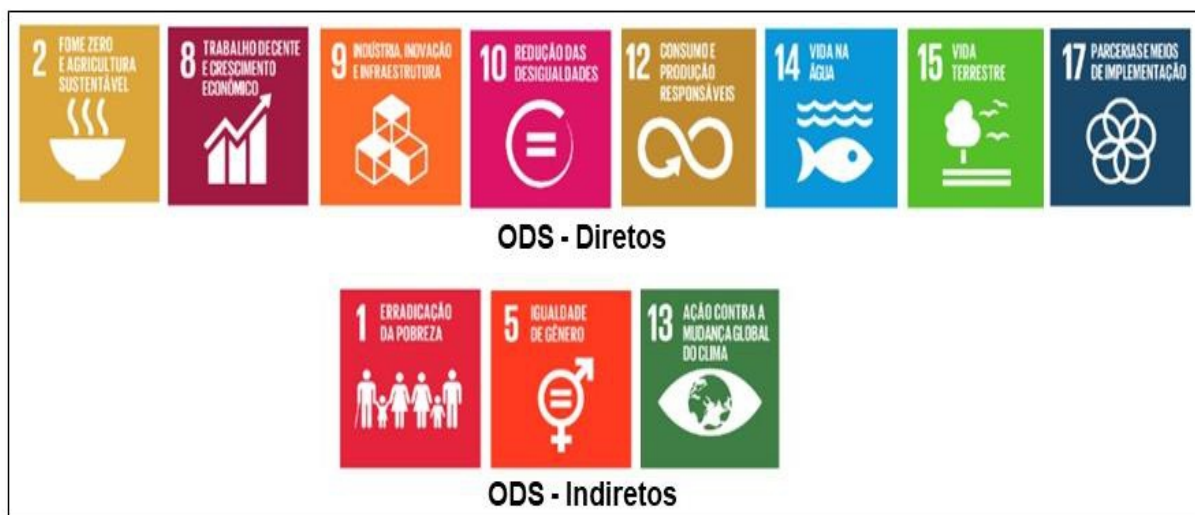 2 FOME ZERO
E AGRICULTURA
SUSTENTÁVEL
8 TRABALHO DECENTE
E CRESCIMENTO
ECONÔMICO
9 INDÚSTRIA, INOVAÇÃO
E INFRAESTRUTURA
10 REDUÇÃO DAS
DESIGUALDADES
12 CONSUMO E
PRODUÇÃO
RESPONSÁVEIS
14 VIDA NA
ÁGUA
15 VIDA
TERRESTRE
17 PARCERIAS E MEIOS
DE IMPLEMENTAÇÃO
ODS - Diretos
1 ERRADICAÇÃO
DA POBREZA
5 IGUALDADE
DE GÊNERO
13 AÇÃO CONTRA A
MUDANÇA GLOBAL
DO CLIMA
ODS - Indiretos